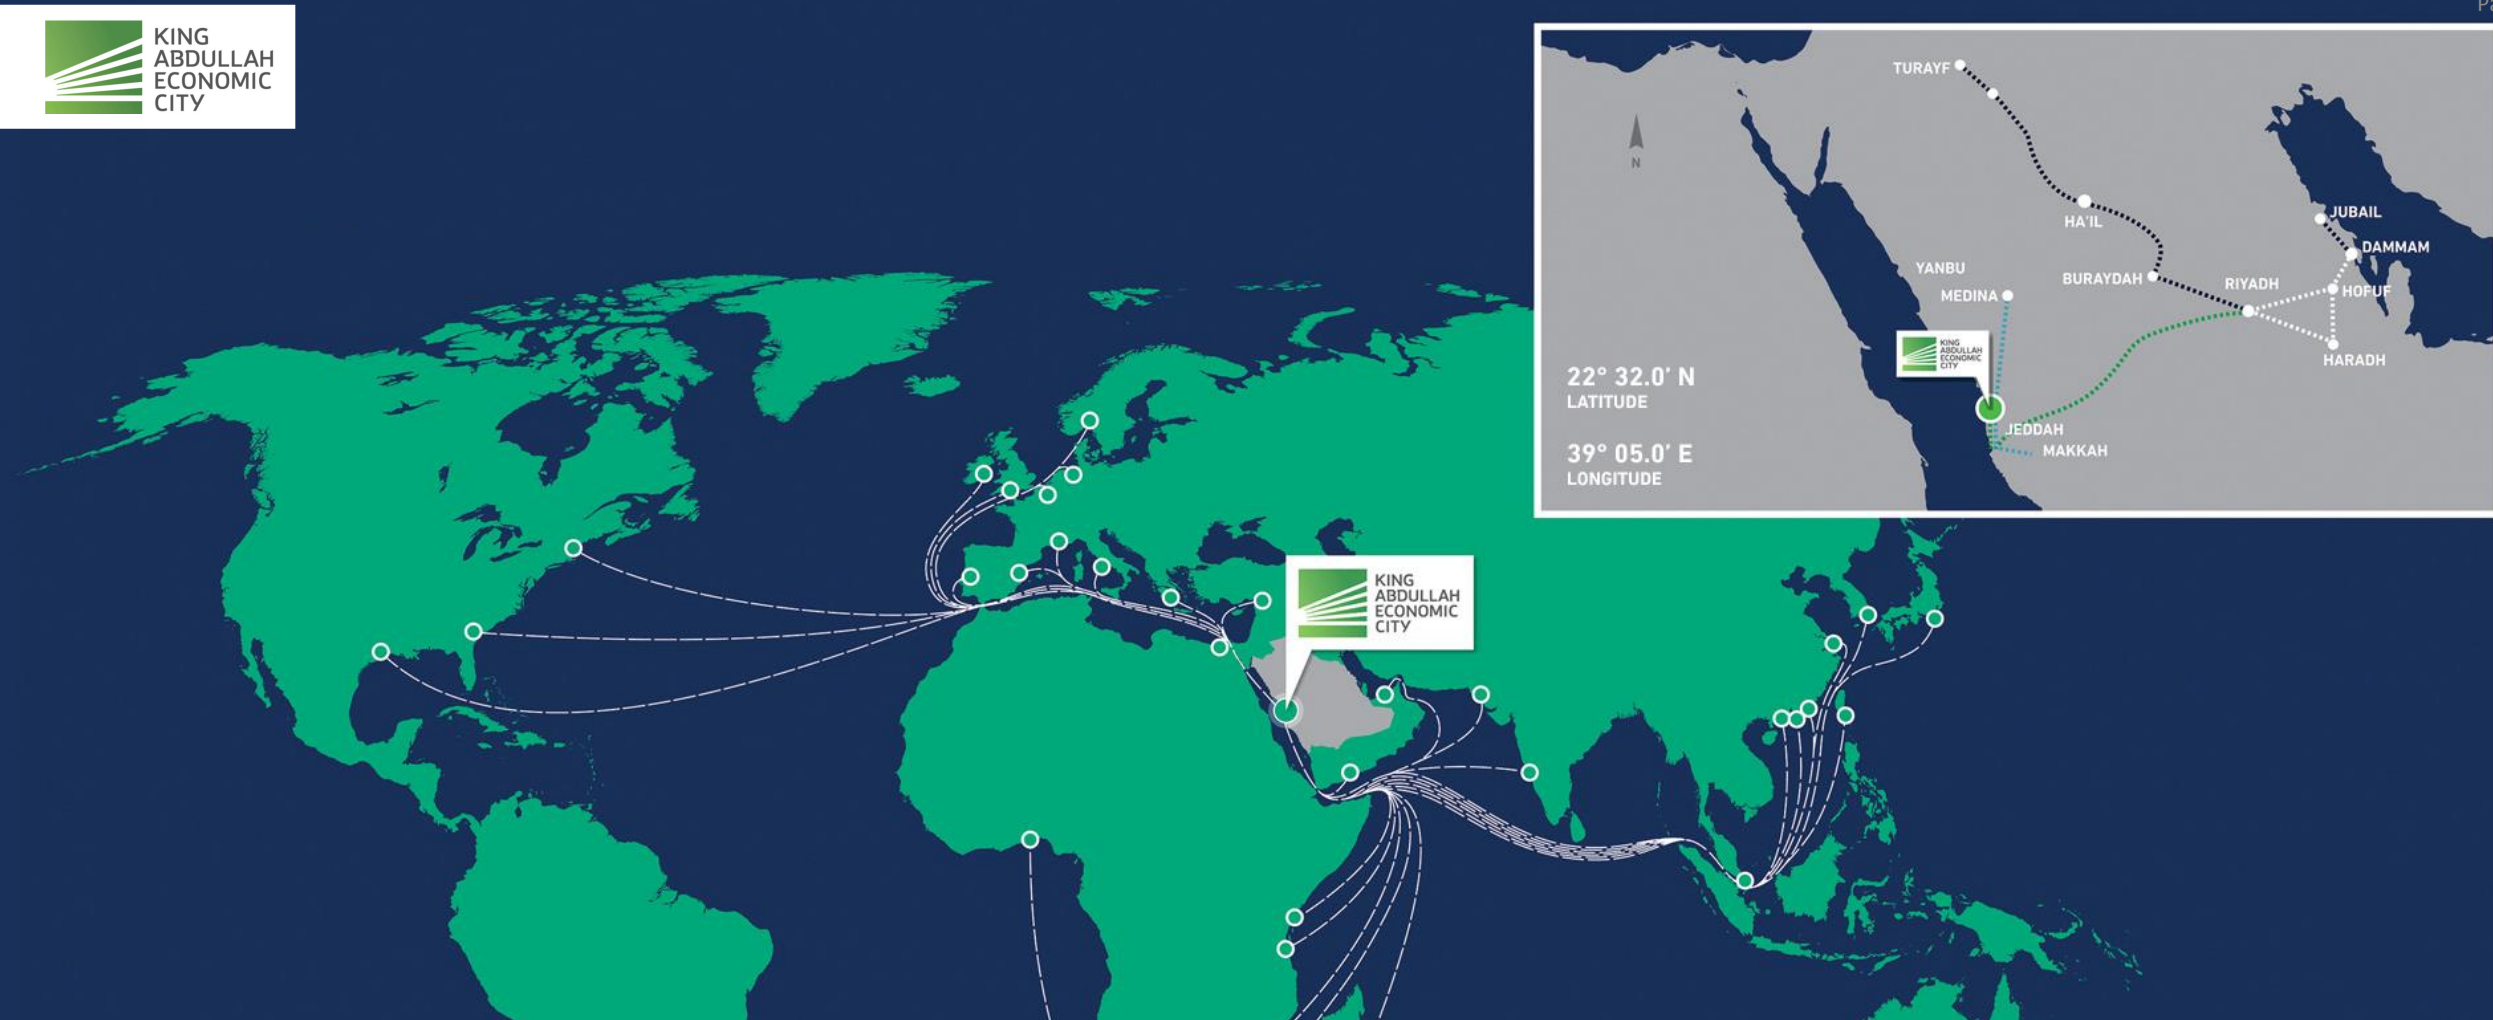 KING
ABDULLAH
ECONOMIC
CITY
TURAYF
N
HA'IL
JUBAIL
DAMMAM
YANBU
BURAYDAH
RIYADH
HOFUF
MEDINA
KING
ABDULLAH
ECONOMIC
CITY
HARADH
22° 32.0' N
LATITUDE
JEDDAH
MAKKAH
39° 05.0' E
LONGITUDE
KING
ABDULLAH
ECONOMIC
CITY